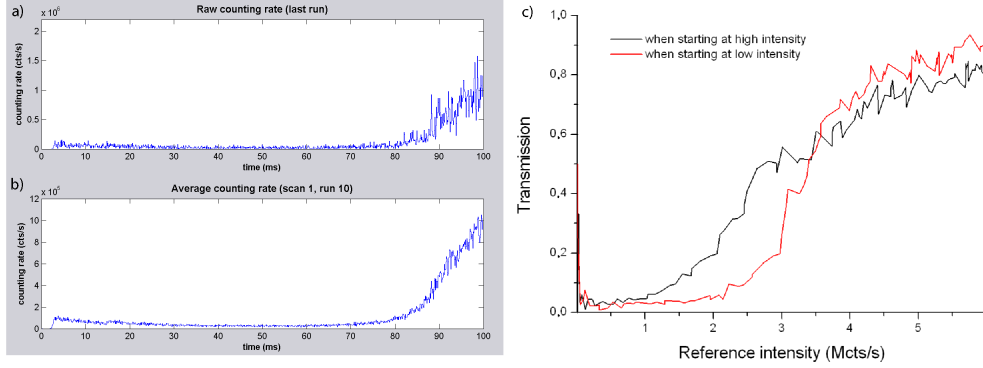 a)
Raw counting rate (last run)
x 10⁶
counting rate (cts/s)
2
1.5
1
0.5
0
0 10 20 30 40 50 60 70 80 90 100
time (ms)
b)
Average counting rate (scan 1, run 10)
x 10⁵
counting rate (cts/s)
12
10
8
6
4
2
0
0 10 20 30 40 50 60 70 80 90 100
time (ms)
c)
when starting at high intensity
when starting at low intensity
Transmission
1,0
0,8
0,6
0,4
0,2
0,0
1 2 3 4 5
Reference intensity (Mcts/s)